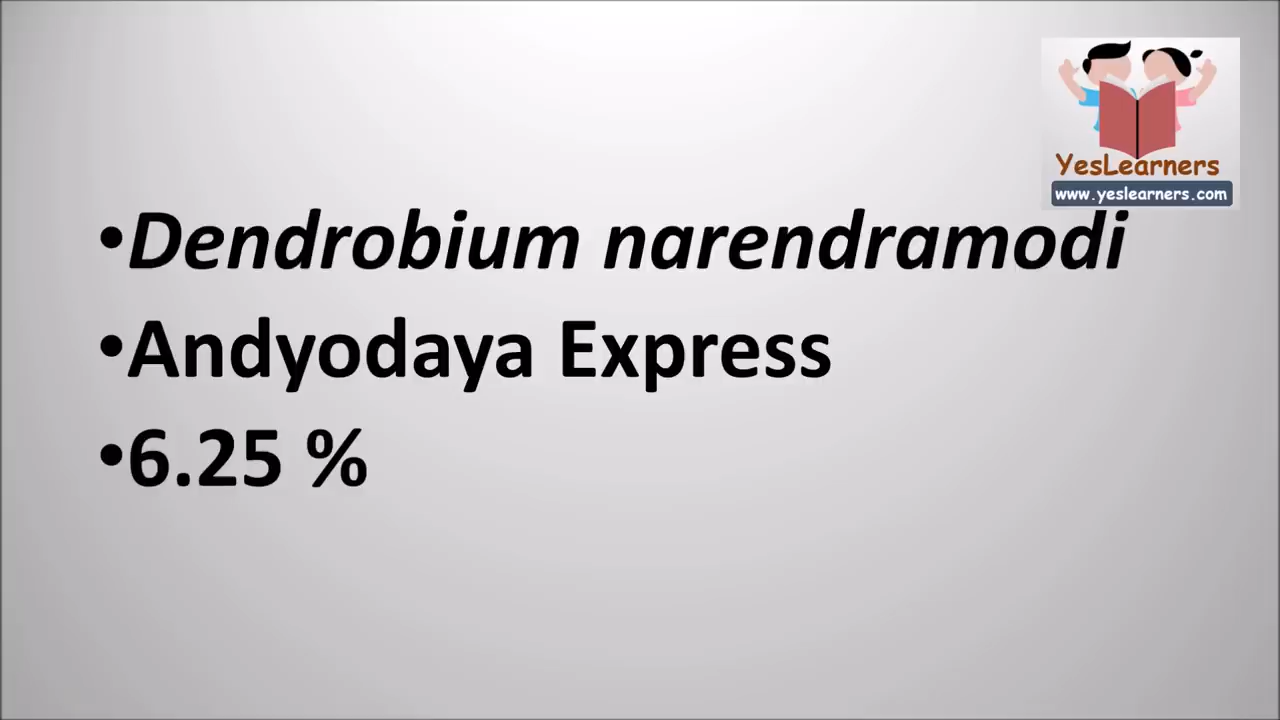 YesLearners
www.yeslearners.com
•Dendrobium narendramodi
•Andyodaya Express
•6.25 %